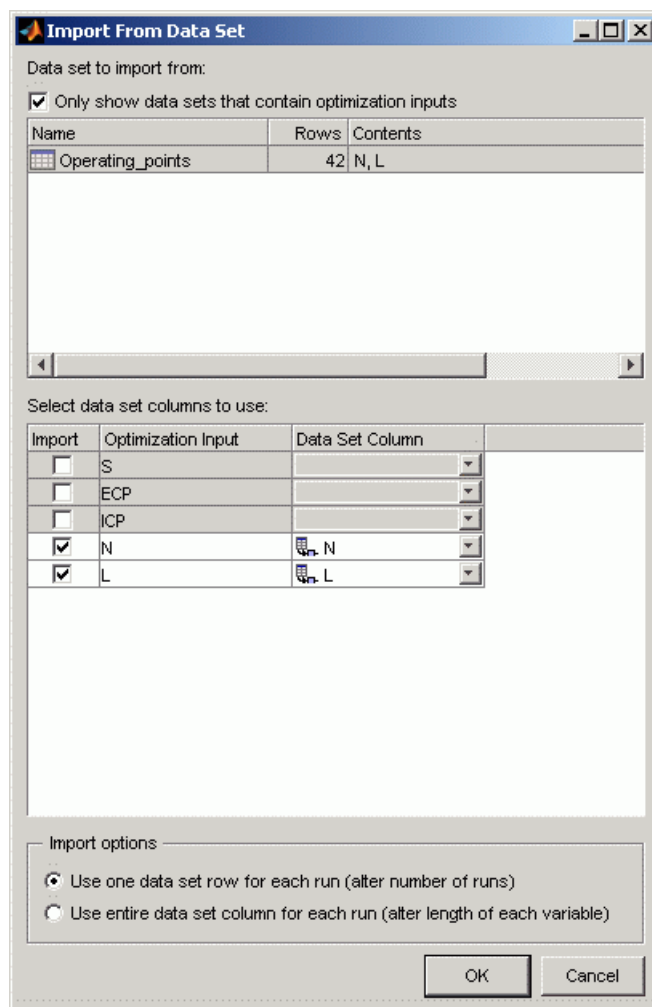 Import From Data Set
Data set to import from:
Only show data sets that contain optimization inputs
Name Rows Contents
Operating_points 42 N, L
Select data set columns to use:
Import Optimization Input Data Set Column
S
ECP
ICP
N N
L L
Import options
Use one data set row for each run (alter number of runs)
Use entire data set column for each run (alter length of each variable)
OK Cancel